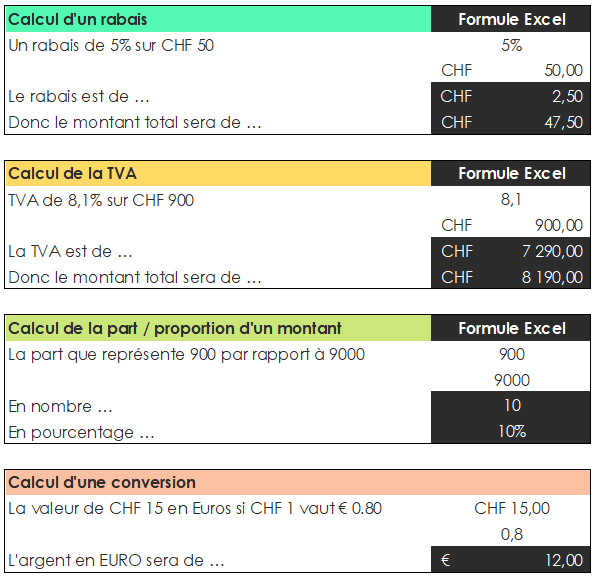 Calcul d'un rabais Formule Excel
Un rabais de 5% sur CHF 50 5%
CHF 50,00
Le rabais est de … CHF 2,50
Donc le montant total sera de … CHF 47,50
Calcul de la TVA Formule Excel
TVA de 8,1% sur CHF 900 8,1
CHF 900,00
La TVA est de … CHF 7 290,00
Donc le montant total sera de … CHF 8 190,00
Calcul de la part / proportion d'un montant Formule Excel
La part que représente 900 par rapport à 9000 900
9000
En nombre … 10
En pourcentage … 10%
Calcul d'une conversion
La valeur de CHF 15 en Euros si CHF 1 vaut € 0.80 CHF 15,00
0,8
L'argent en EURO sera de … € 12,00